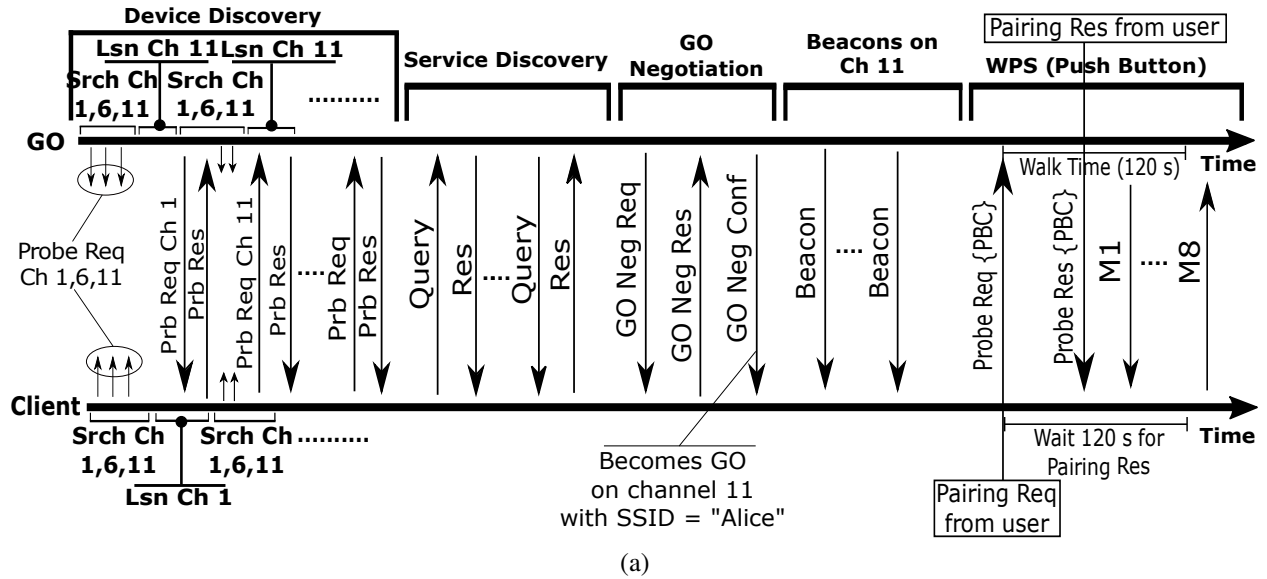 Device Discovery
Lsn Ch 11
Lsn Ch 11
Srch Ch
1,6,11
Srch Ch
1,6,11
..........
Service Discovery
GO
Negotiation
Beacons on
Ch 11
Pairing Res from user
WPS (Push Button)
GO
Time
Walk Time (120 s)
Probe Req
Ch 1,6,11
Prb Req Ch 1
Prb Res
Prb Req Ch 11
Prb Res
....
Prb Req
Prb Res
Query
Res
....
Query
Res
GO Neg Req
GO Neg Res
GO Neg Conf
Beacon
....
Beacon
Probe Req {PBC}
Probe Res {PBC}
M1
....
M8
Client
Time
Srch Ch
1,6,11
Srch Ch
1,6,11
..........
Lsn Ch 1
Becomes GO
on channel 11
with SSID = "Alice"
Wait 120 s for
Pairing Res
Pairing Req
from user
(a)